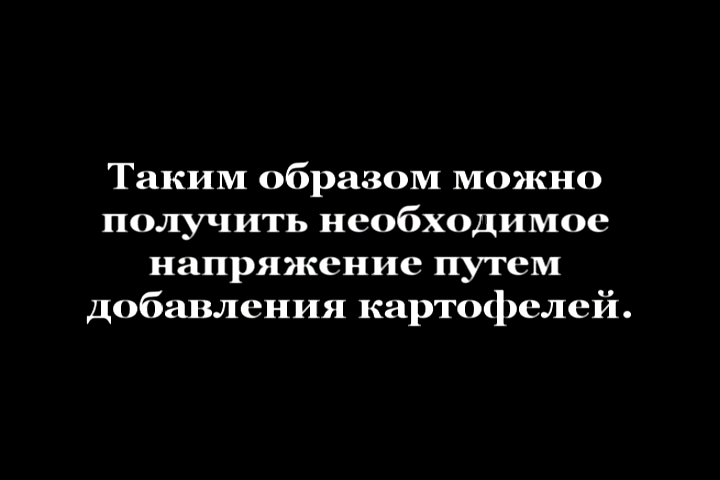 Таким образом можно
получить необходимое
напряжение путем
добавления картофелей.